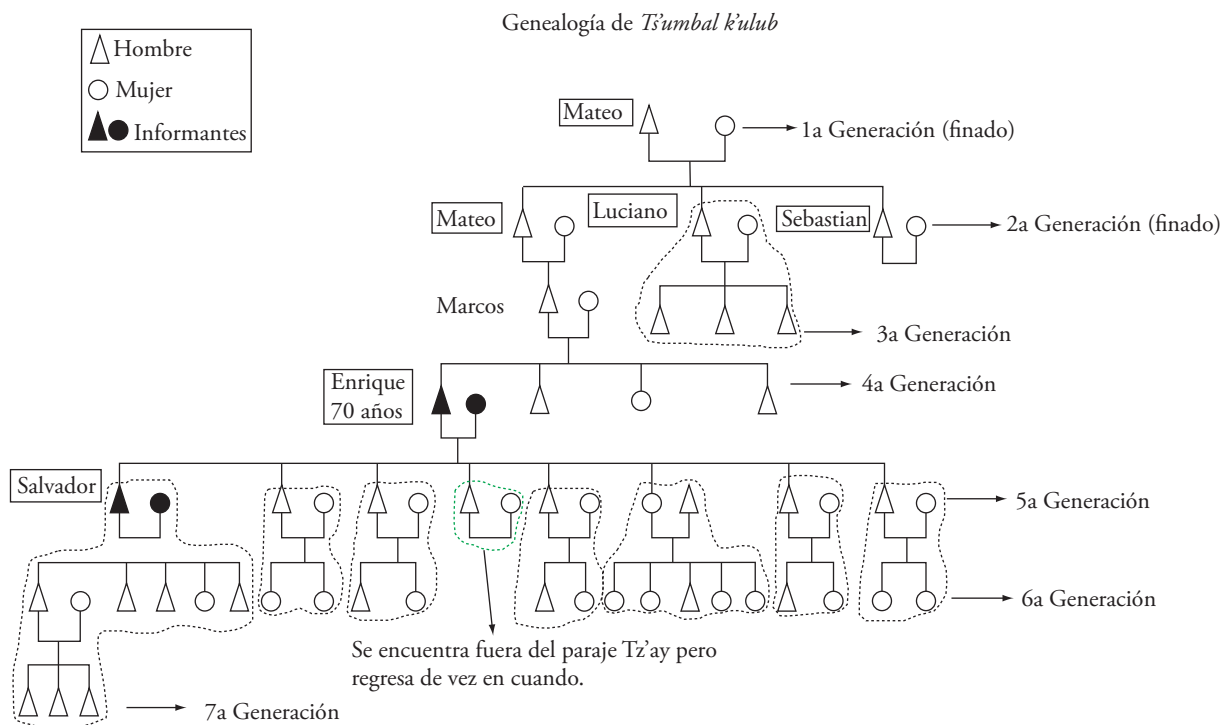 Genealogía de Ts'umbal k'ulub
Hombre
Mujer
Informantes
Mateo
1a Generación (finado)
Mateo
Luciano
Sebastian
2a Generación (finado)
Marcos
3a Generación
Enrique
70 años
4a Generación
Salvador
5a Generación
6a Generación
Se encuentra fuera del paraje Tz'ay pero
regresa de vez en cuando.
7a Generación